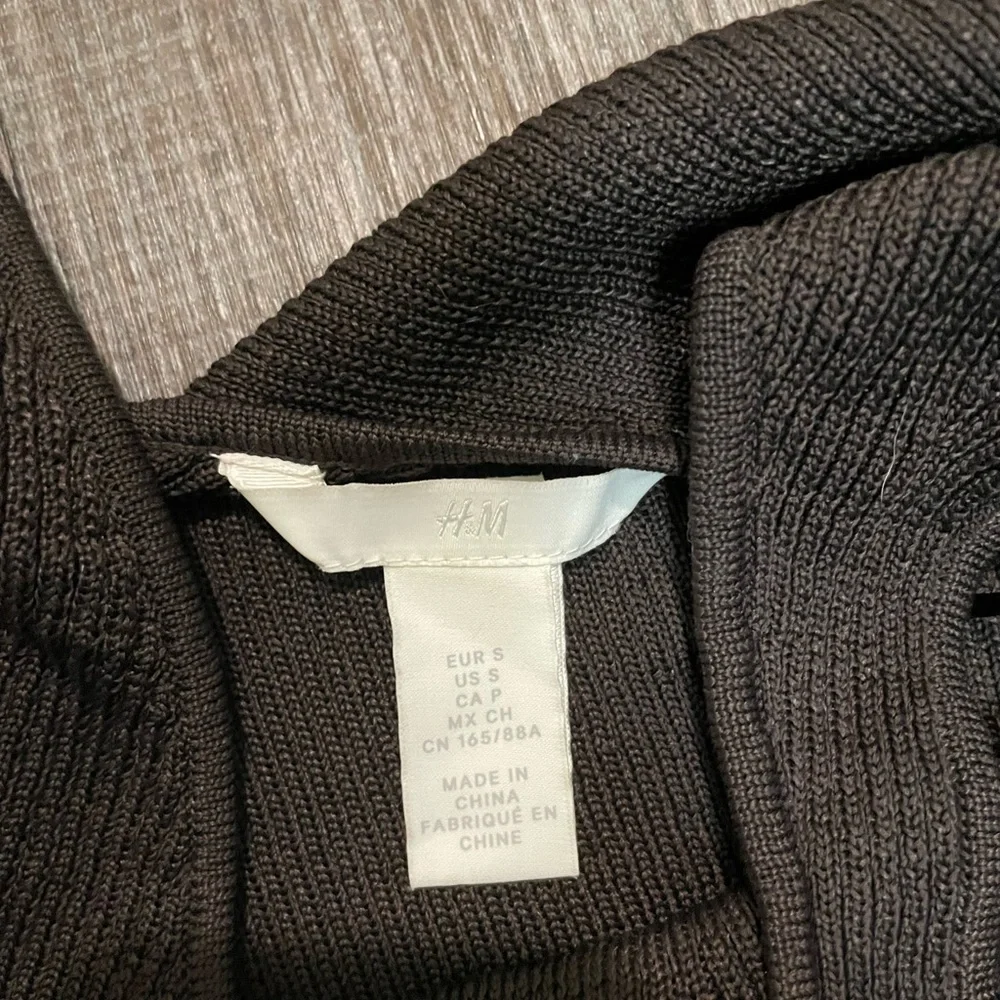 H&M
EUR S
US S
CA P
MX CH
CN 165/88A
MADE IN
CHINA
FABRIQUÉ EN
CHINE